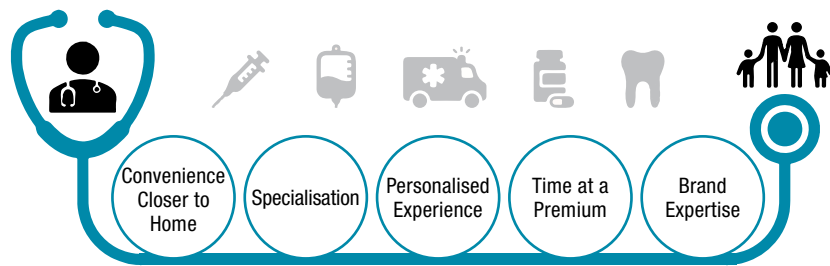 Convenience
Closer to
Home
Specialisation
Personalised
Experience
Time at a
Premium
Brand
Expertise